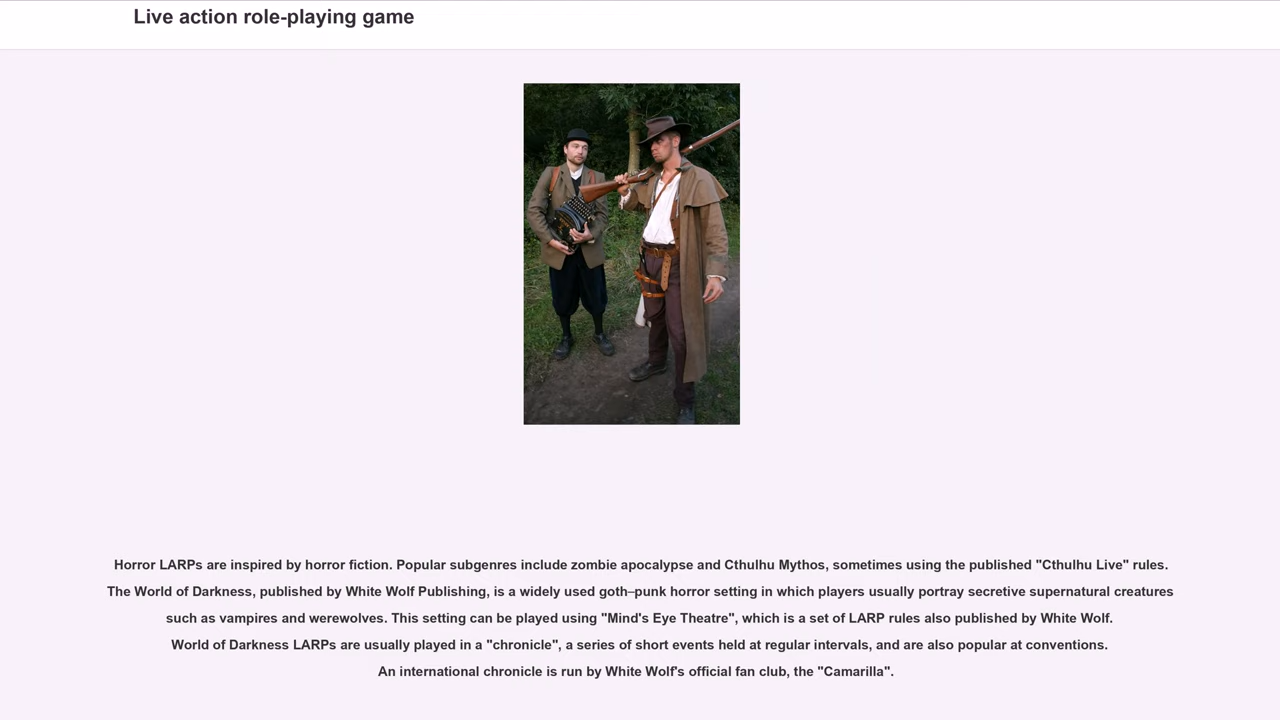 Live action role-playing game
Horror LARPs are inspired by horror fiction. Popular subgenres include zombie apocalypse and Cthulhu Mythos, sometimes using the published "Cthulhu Live" rules.
The World of Darkness, published by White Wolf Publishing, is a widely used goth–punk horror setting in which players usually portray secretive supernatural creatures
such as vampires and werewolves. This setting can be played using "Mind's Eye Theatre", which is a set of LARP rules also published by White Wolf.
World of Darkness LARPs are usually played in a "chronicle", a series of short events held at regular intervals, and are also popular at conventions.
An international chronicle is run by White Wolf's official fan club, the "Camarilla".